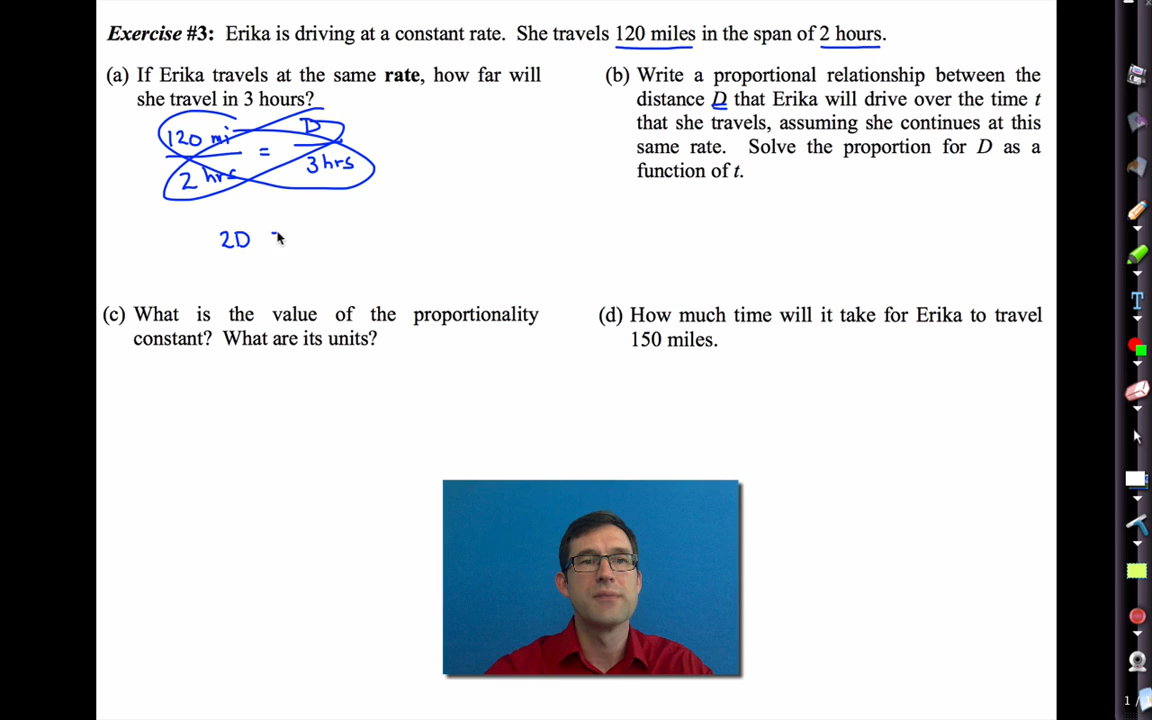 Exercise #3: Erika is driving at a constant rate. She travels 120 miles in the span of 2 hours.
(a) If Erika travels at the same rate, how far will
she travel in 3 hours?
120 mi = D
2 hrs 3 hrs
2D
(b) Write a proportional relationship between the
distance D that Erika will drive over the time t
that she travels, assuming she continues at this
same rate. Solve the proportion for D as a
function of t.
(c) What is the value of the proportionality
constant? What are its units?
(d) How much time will it take for Erika to travel
150 miles.
T
1 /